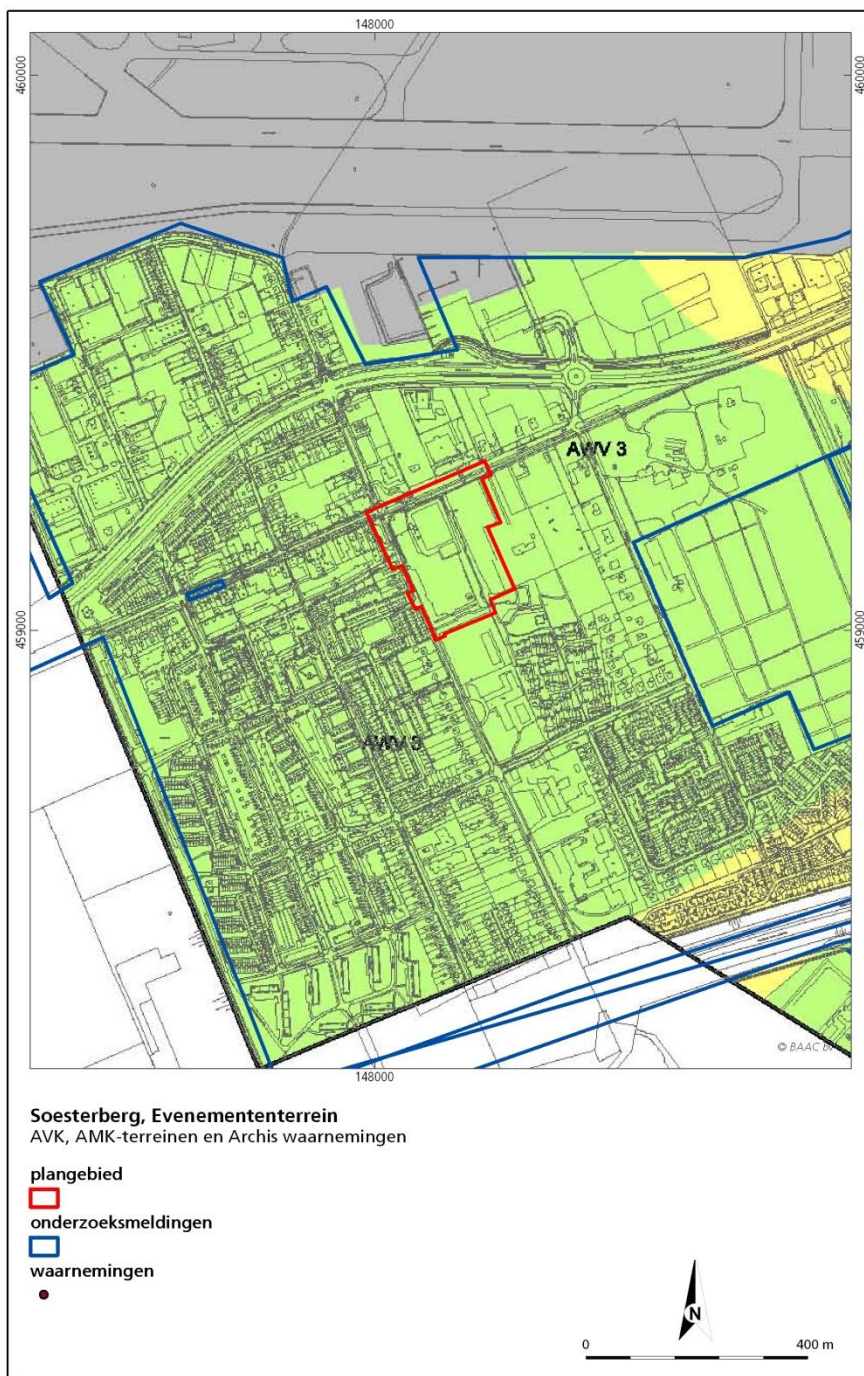 148000
460000
460000
AWV 3
459000
459000
AWV 3
© BAAC
148000
Soesterberg, Evenemententerrein
AVK, AMK-terreinen en Archis waarnemingen
plangebied
onderzoeksmeldingen
waarnemingen
N
0
400 m